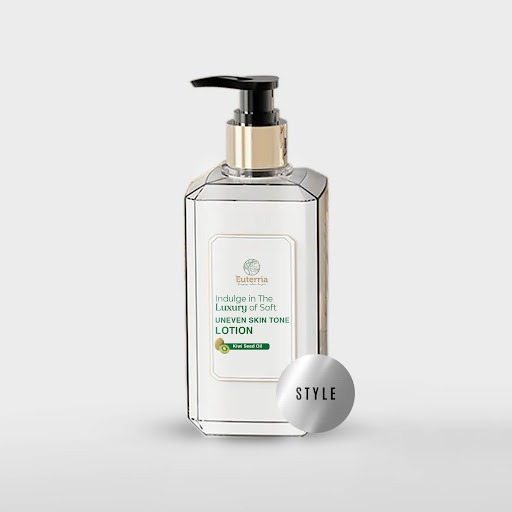 Euterria
Indulge in The
Luxury of Soft
UNEVEN SKIN TONE
LOTION
Kiwi Seed Oil
STYLE